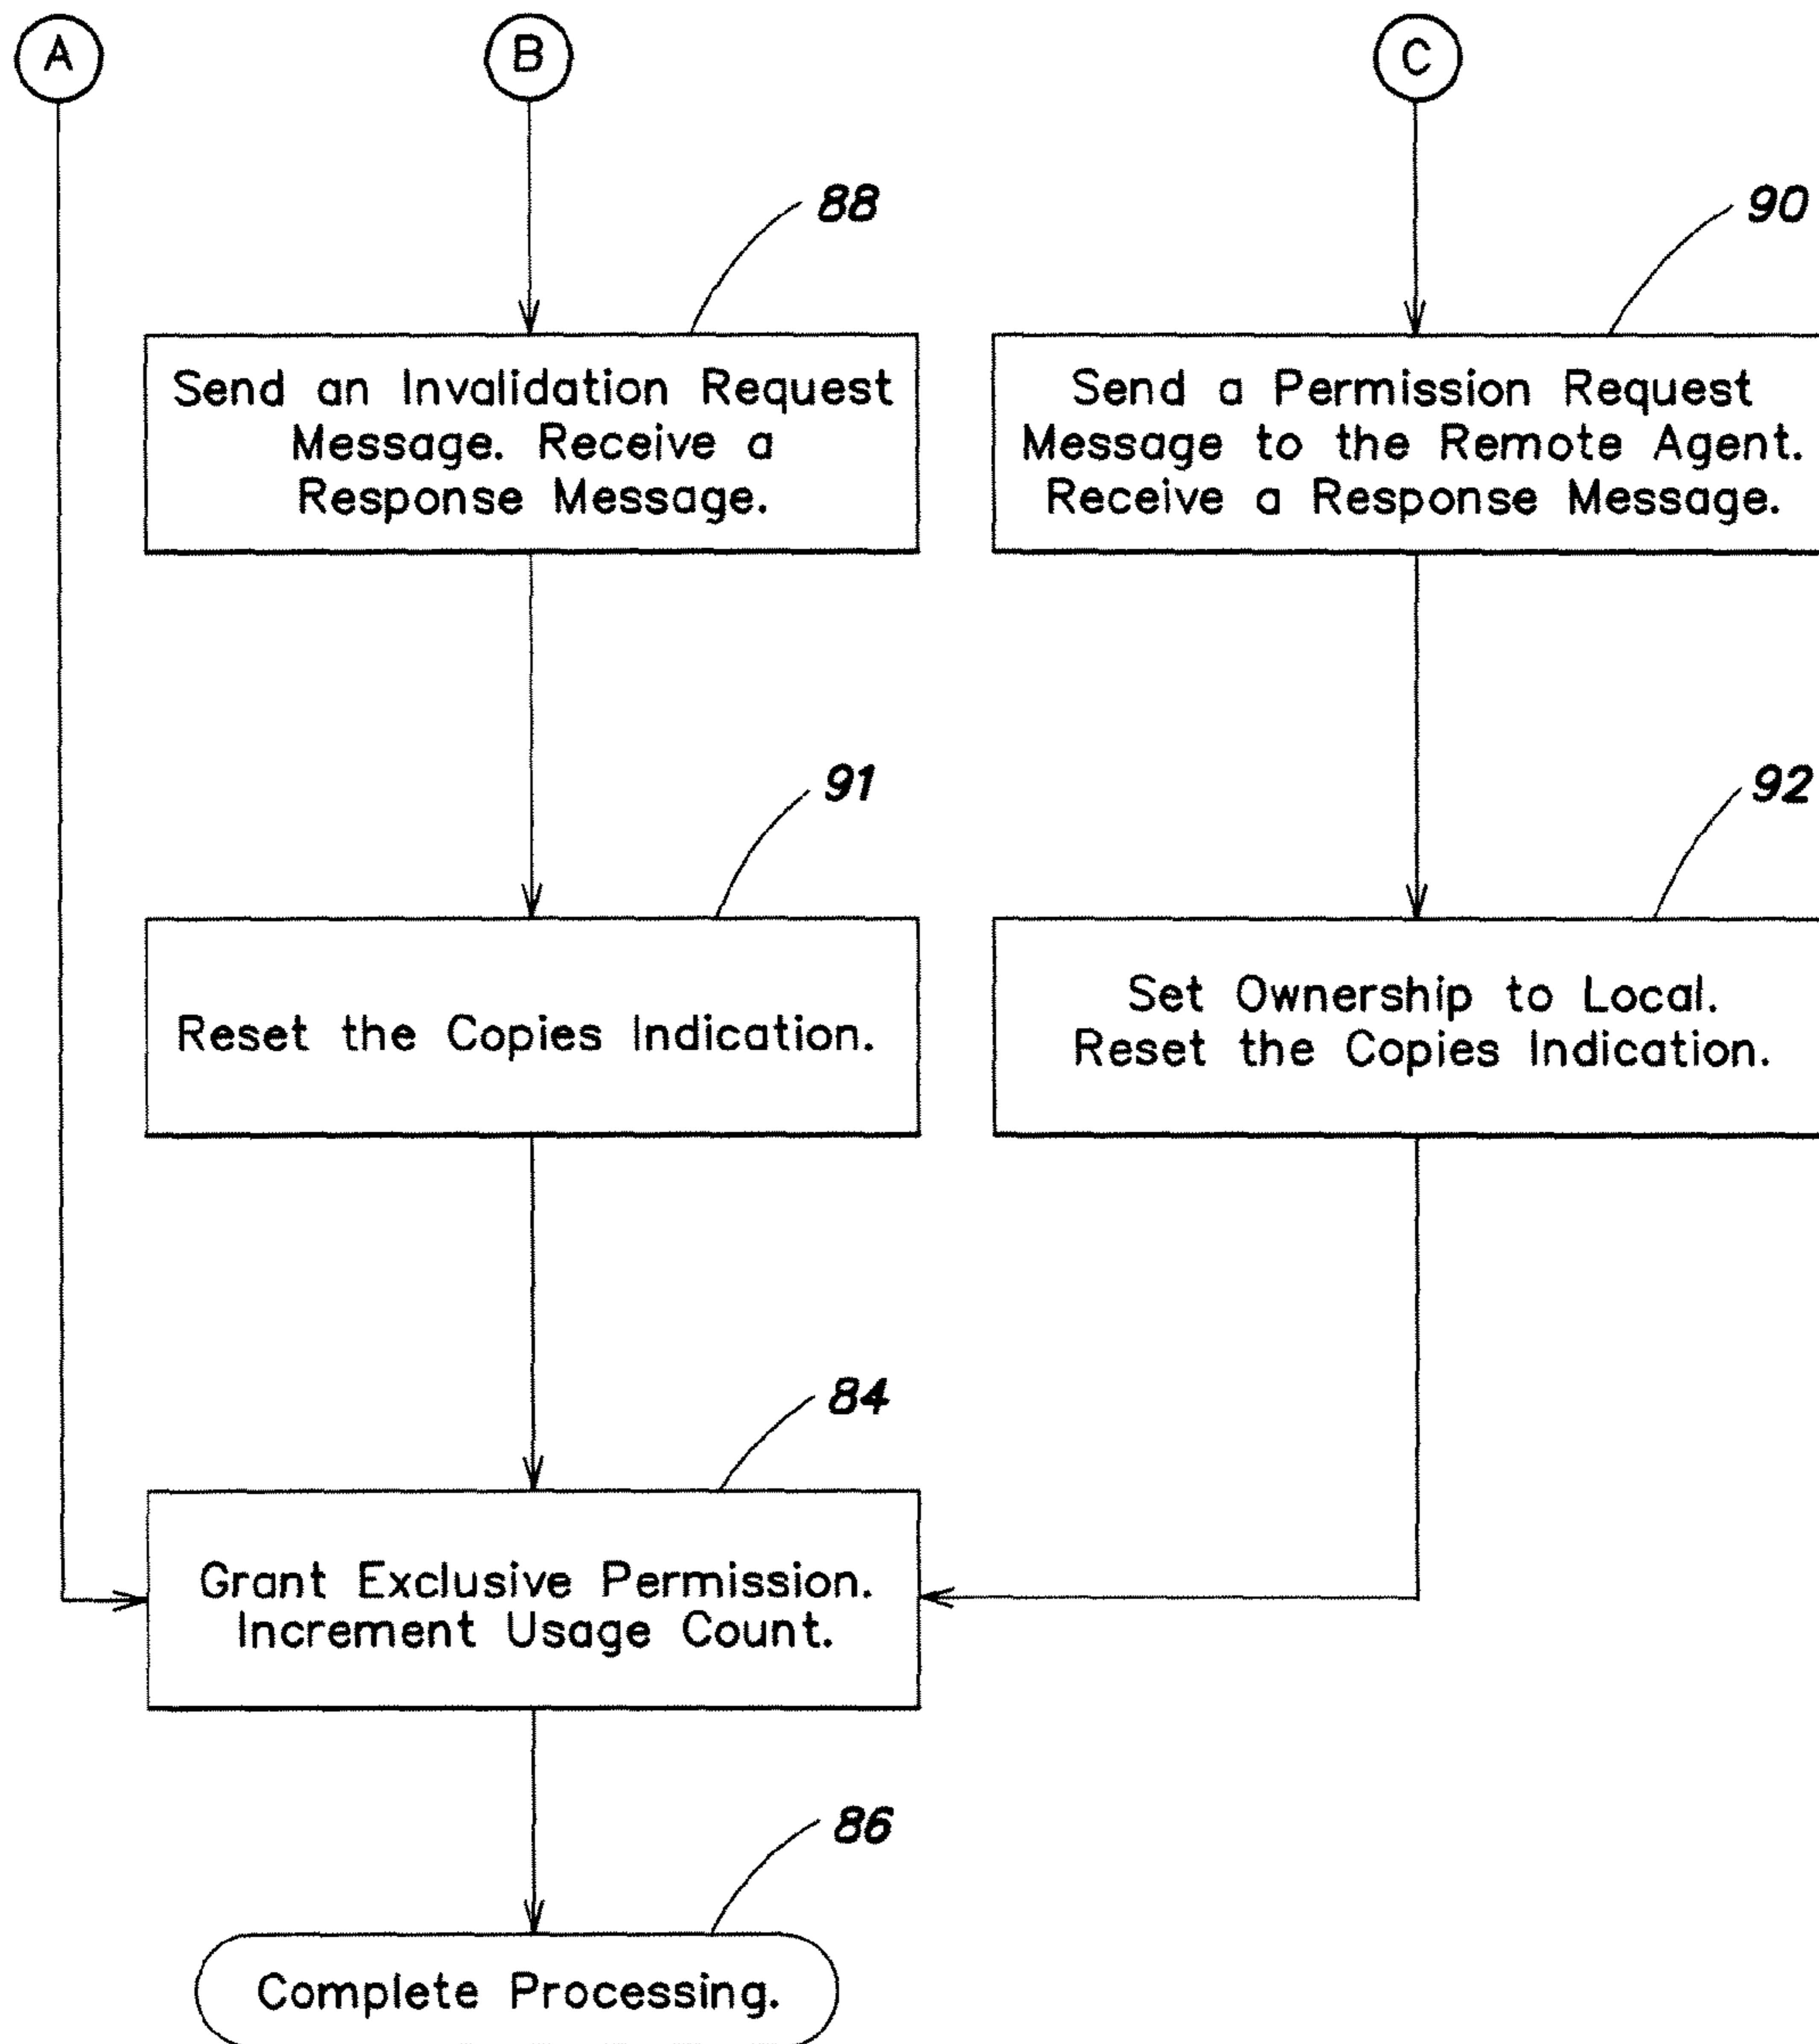 A
B
C
88
90
Send an Invalidation Request
Message. Receive a
Response Message.
Send a Permission Request
Message to the Remote Agent.
Receive a Response Message.
91
92
Reset the Copies Indication.
Set Ownership to Local.
Reset the Copies Indication.
84
Grant Exclusive Permission.
Increment Usage Count.
86
Complete Processing.